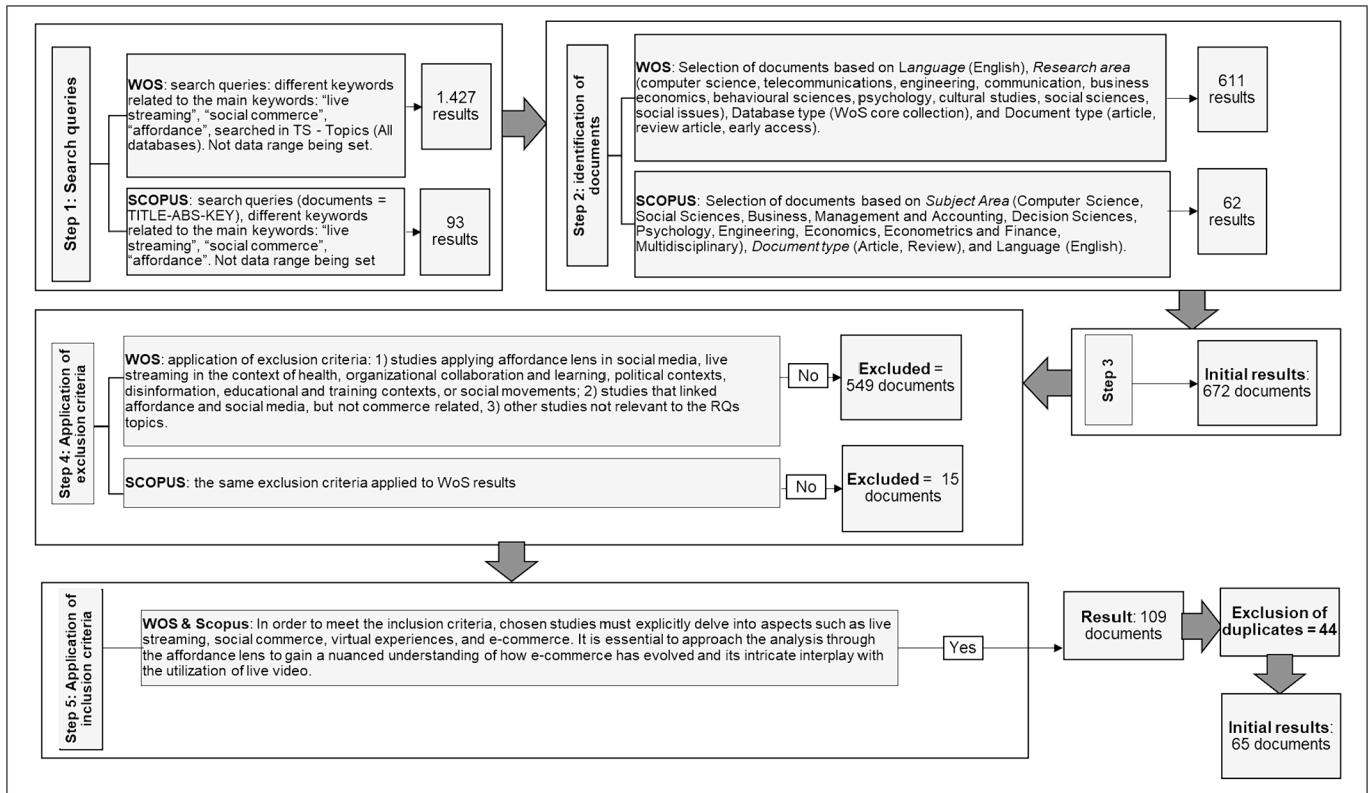 Step 1: Search queries
WOS: search queries: different keywords
related to the main keywords: “live
streaming”, “social commerce”,
“affordance”, searched in TS - Topics (All
databases). Not data range being set.
1.427
results
SCOPUS: search queries (documents =
TITLE-ABS-KEY), different keywords
related to the main keywords: “live
streaming”, “social commerce”,
“affordance”. Not data range being set
93
results
Step 2: identification of
documents
WOS: Selection of documents based on Language (English), Research area
(computer science, telecommunications, engineering, communication, business
economics, behavioural sciences, psychology, cultural studies, social sciences,
social issues), Database type (WoS core collection), and Document type (article,
review article, early access).
611
results
SCOPUS: Selection of documents based on Subject Area (Computer Science,
Social Sciences, Business, Management and Accounting, Decision Sciences,
Psychology, Engineering, Economics, Econometrics and Finance,
Multidisciplinary), Document type (Article, Review), and Language (English).
62
results
Step 3
Initial results:
672 documents
Step 4: Application of
exclusion criteria
WOS: application of exclusion criteria: 1) studies applying affordance lens in social media, live
streaming in the context of health, organizational collaboration and learning, political contexts,
disinformation, educational and training contexts, or social movements; 2) studies that linked
affordance and social media, but not commerce related, 3) other studies not relevant to the RQs
topics.
No
Excluded =
549 documents
SCOPUS: the same exclusion criteria applied to WoS results
No
Excluded = 15
documents
Step 5: Application of
inclusion criteria
WOS & Scopus: In order to meet the inclusion criteria, chosen studies must explicitly delve into aspects such as live
streaming, social commerce, virtual experiences, and e-commerce. It is essential to approach the analysis through
the affordance lens to gain a nuanced understanding of how e-commerce has evolved and its intricate interplay with
the utilization of live video.
Yes
Result: 109
documents
Exclusion of
duplicates = 44
Initial results:
65 documents